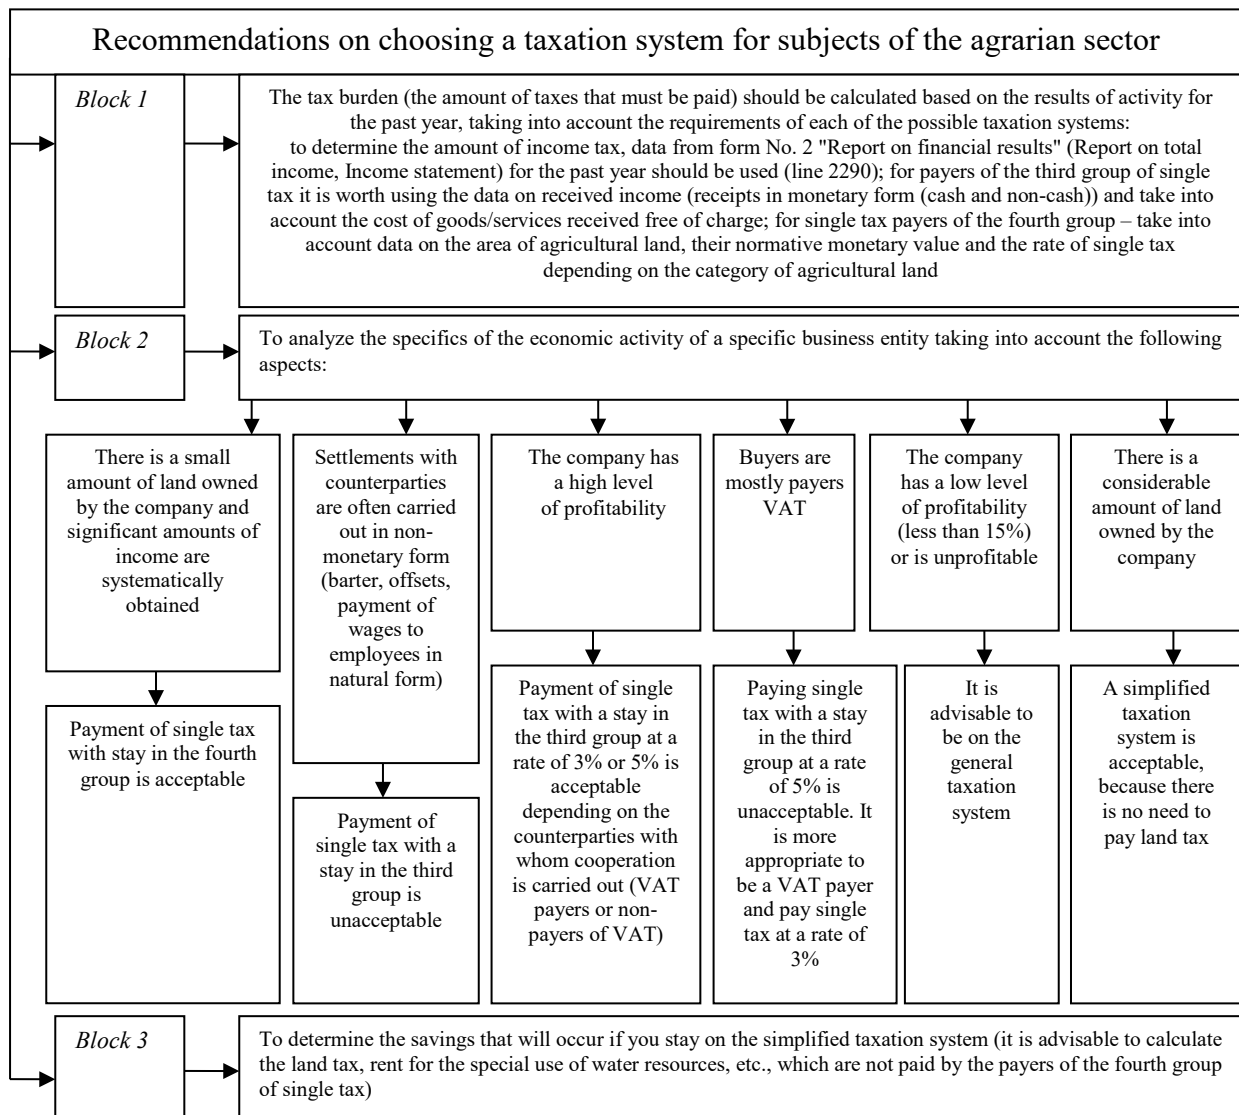 Recommendations on choosing a taxation system for subjects of the agrarian sector
Block 1
The tax burden (the amount of taxes that must be paid) should be calculated based on the results of activity for
the past year, taking into account the requirements of each of the possible taxation systems:
to determine the amount of income tax, data from form No. 2 "Report on financial results" (Report on total
income, Income statement) for the past year should be used (line 2290); for payers of the third group of single
tax it is worth using the data on received income (receipts in monetary form (cash and non-cash)) and take into
account the cost of goods/services received free of charge; for single tax payers of the fourth group – take into
account data on the area of agricultural land, their normative monetary value and the rate of single tax
depending on the category of agricultural land
Block 2
To analyze the specifics of the economic activity of a specific business entity taking into account the following
aspects:
There is a small
amount of land owned
by the company and
significant amounts of
income are
systematically
obtained
Payment of single tax
with stay in the fourth
group is acceptable
Settlements with
counterparties
are often carried
out in non-
monetary form
(barter, offsets,
payment of
wages to
employees in
natural form)
Payment of
single tax with a
stay in the third
group is
unacceptable
The company has
a high level
of profitability
Payment of single
tax with a stay in
the third group at a
rate of 3% or 5% is
acceptable
depending on the
counterparties with
whom cooperation
is carried out (VAT
payers or non-
payers of VAT)
Buyers are
mostly payers
VAT
Paying single
tax with a stay
in the third
group at a rate
of 5% is
unacceptable. It
is more
appropriate to
be a VAT payer
and pay single
tax at a rate of
3%
The company
has a low level
of profitability
(less than 15%)
or is unprofitable
It is
advisable to
be on the
general
taxation
system
There is a
considerable
amount of land
owned by the
company
A simplified
taxation
system is
acceptable,
because there
is no need to
pay land tax
Block 3
To determine the savings that will occur if you stay on the simplified taxation system (it is advisable to calculate
the land tax, rent for the special use of water resources, etc., which are not paid by the payers of the fourth group
of single tax)